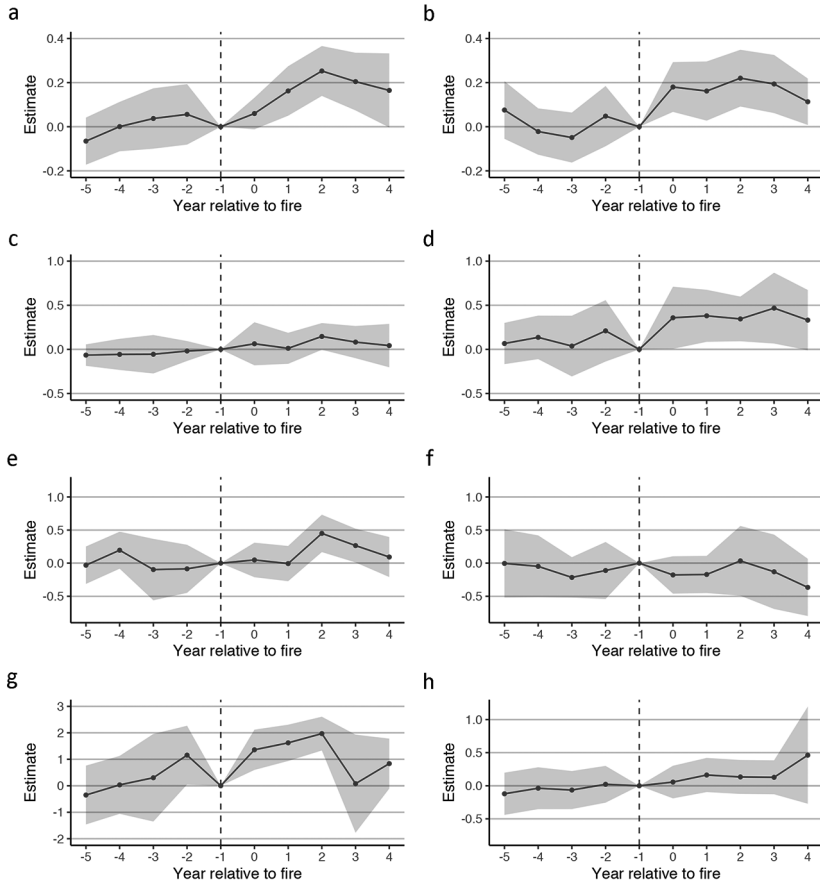 a
b
0.4
0.2
0.0
-0.2
Estimate
-5 -4 -3 -2 -1 0 1 2 3 4
Year relative to fire
0.4
0.2
0.0
-0.2
Estimate
-5 -4 -3 -2 -1 0 1 2 3 4
Year relative to fire
c
d
1.0
0.5
0.0
-0.5
Estimate
-5 -4 -3 -2 -1 0 1 2 3 4
Year relative to fire
1.0
0.5
0.0
-0.5
Estimate
-5 -4 -3 -2 -1 0 1 2 3 4
Year relative to fire
e
f
1.0
0.5
0.0
-0.5
Estimate
-5 -4 -3 -2 -1 0 1 2 3 4
Year relative to fire
1.0
0.5
0.0
-0.5
Estimate
-5 -4 -3 -2 -1 0 1 2 3 4
Year relative to fire
g
h
3
2
1
0
-1
-2
Estimate
-5 -4 -3 -2 -1 0 1 2 3 4
Year relative to fire
1.0
0.5
0.0
-0.5
Estimate
-5 -4 -3 -2 -1 0 1 2 3 4
Year relative to fire